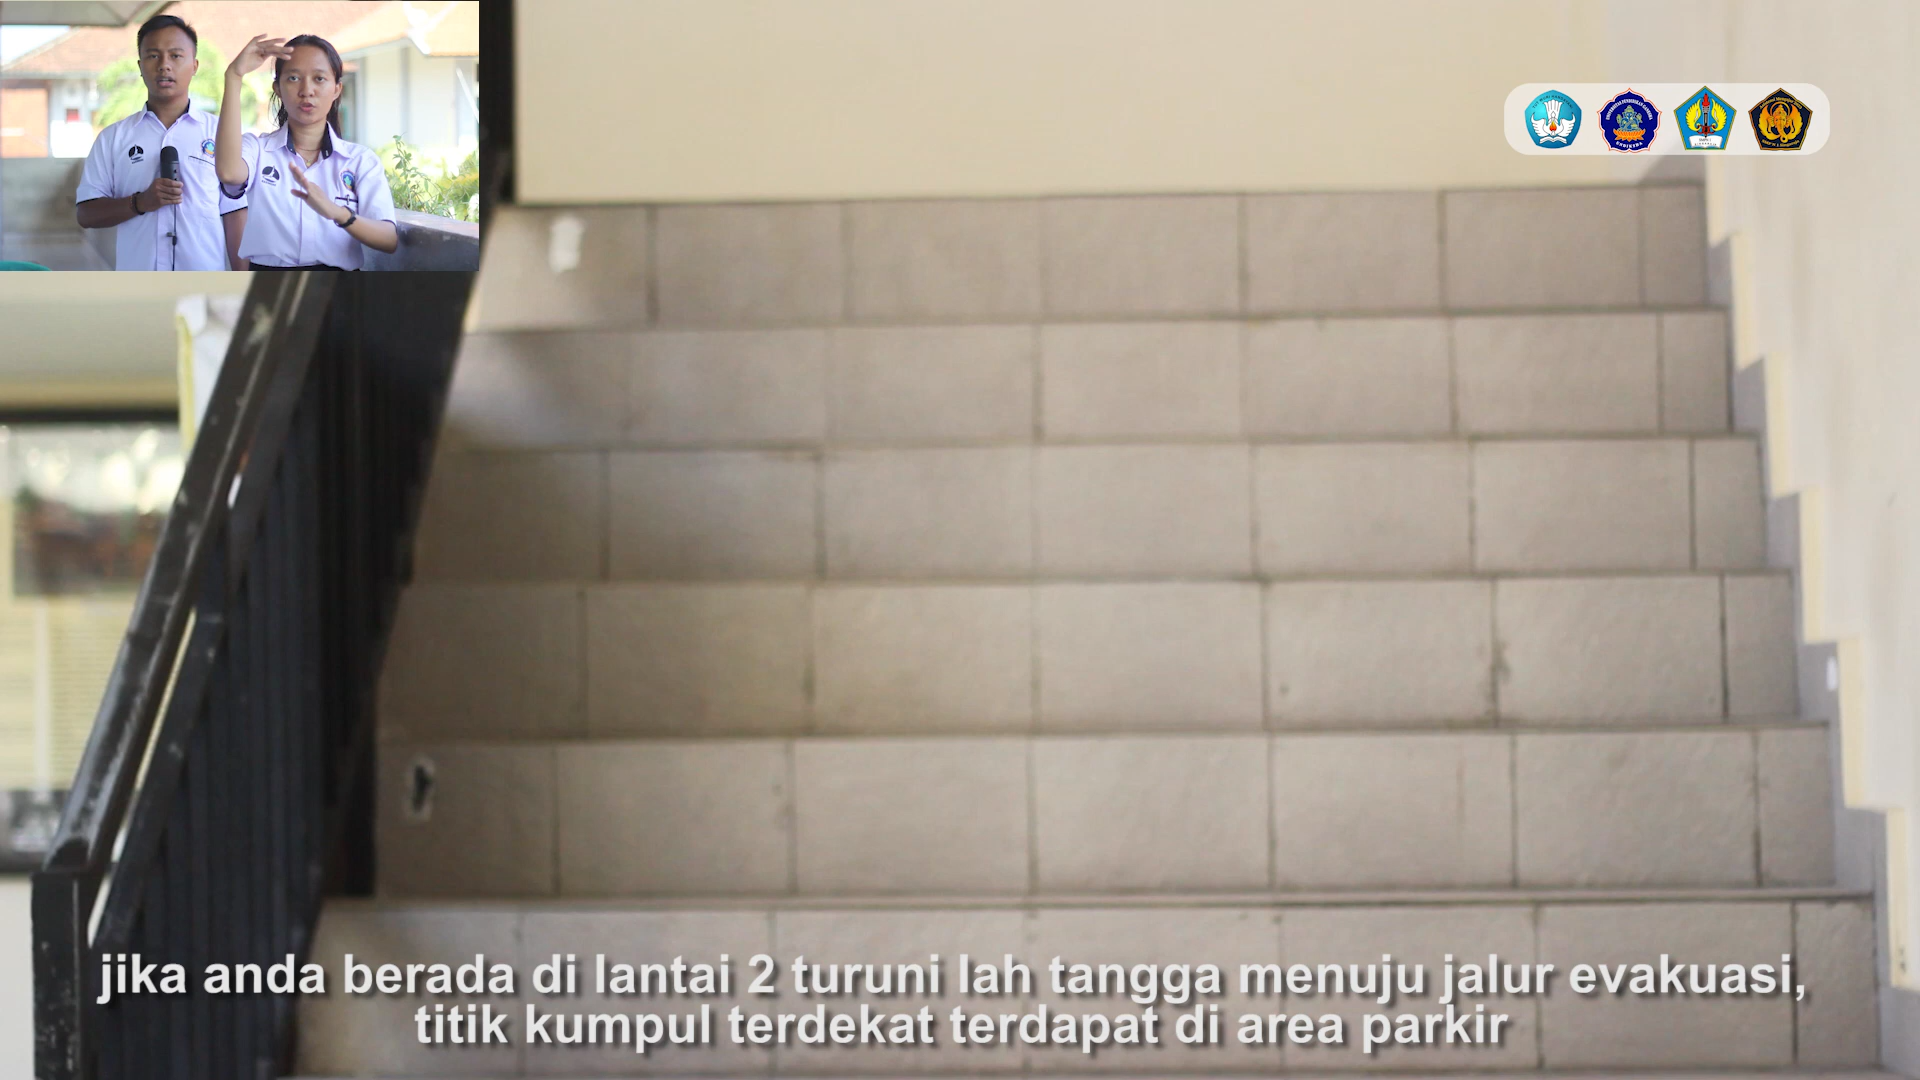 jika anda berada di lantai 2 turuni lah tangga menuju jalur evakuasi,
titik kumpul terdekat terdapat di area parkir